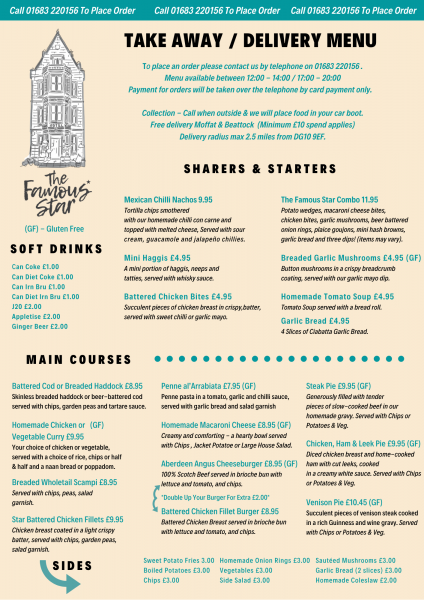 Call 01683 220156 To Place Order Call 01683 220156 To Place Order Call 01683 220156 To Place Order
TAKE AWAY / DELIVERY MENU
To place an order please contact us by telephone on 01683 220156 .
Menu available between 12:00 – 14:00 / 17:00 – 20:00
Payment for orders will be taken over the telephone by card payment only.
Collection – Call when outside & we will place food in your car boot.
Free delivery Moffat & Beattock (Minimum £10 spend applies)
Delivery radius max 2.5 miles from DG10 9EF.
The
Famous
Star
(GF) – Gluten Free
SOFT DRINKS
Can Coke £1.00
Can Diet Coke £1.00
Can Irn Bru £1.00
Can Diet Irn Bru £1.00
J20 £2.00
Appletise £2.00
Ginger Beer £2.00
SHARERS & STARTERS
Mexican Chilli Nachos 9.95
Tortilla chips smothered
with our homemade chilli con carne and
topped with melted cheese, Served with sour
cream, guacamole and jalapeño chillies.
Mini Haggis £4.95
A mini portion of haggis, neeps and
tatties, served with whisky sauce.
Battered Chicken Bites £4.95
Succulent pieces of chicken breast in crispy,batter,
served with sweet chilli or garlic mayo.
The Famous Star Combo 11.95
Potato wedges, macaroni cheese bites,
chicken bites, garlic mushrooms, beer battered
onion rings, plaice goujons, mini hash browns,
garlic bread and three dips! (items may vary).
Breaded Garlic Mushrooms £4.95 (GF)
Button mushrooms in a crispy breadcrumb
coating, served with our garlic mayo dip.
Homemade Tomato Soup £4.95
Tomato Soup served with a bread roll.
Garlic Bread £4.95
4 Slices of Ciabatta Garlic Bread.
MAIN COURSES
Battered Cod or Breaded Haddock £8.95
Skinless breaded haddock or beer–battered cod
served with chips, garden peas and tartare sauce.
Homemade Chicken or (GF)
Vegetable Curry £9.95
Your choice of chicken or vegetable,
served with a choice of rice, chips or half
& half and a naan bread or poppadom.
Breaded Wholetail Scampi £8.95
Served with chips, peas, salad
garnish.
Star Battered Chicken Fillets £9.95
Chicken breast coated in a light crispy
batter, served with chips, garden peas,
salad garnish.
Penne al'Arrabiata £7.95 (GF)
Penne pasta in a tomato, garlic and chilli sauce,
served with garlic bread and salad garnish
Homemade Macaroni Cheese £8.95 (GF)
Creamy and comforting – a hearty bowl served
with Chips , Jacket Potatoe or Large House Salad.
Aberdeen Angus Cheeseburger £8.95 (GF)
100% Scotch Beef served in brioche bun with
lettuce and tomato, and chips.
"Double Up Your Burger For Extra £2.00"
Battered Chicken Fillet Burger £8.95
Battered Chicken Breast served in brioche bun
with lettuce and tomato, and chips.
Steak Pie £9.95 (GF)
Generously filled with tender
pieces of slow–cooked beef in our
homemade gravy. Served with Chips or
Potatoes & Veg.
Chicken, Ham & Leek Pie £9.95 (GF)
Diced chicken breast and home–cooked
ham with cut leeks, cooked
in a creamy white sauce. Served with Chips
or Potatoes & Veg.
Venison Pie £10.45 (GF)
Succulent pieces of venison steak cooked
in a rich Guinness and wine gravy. Served
with Chips or Potatoes & Veg.
SIDES
Sweet Potato Fries 3.00 Homemade Onion Rings £3.00 Sautéed Mushrooms £3.00
Boiled Potatoes £3.00 Vegetables £3.00 Garlic Bread (2 slices) £3.00
Chips £3.00 Side Salad £3.00 Homemade Coleslaw £2.00